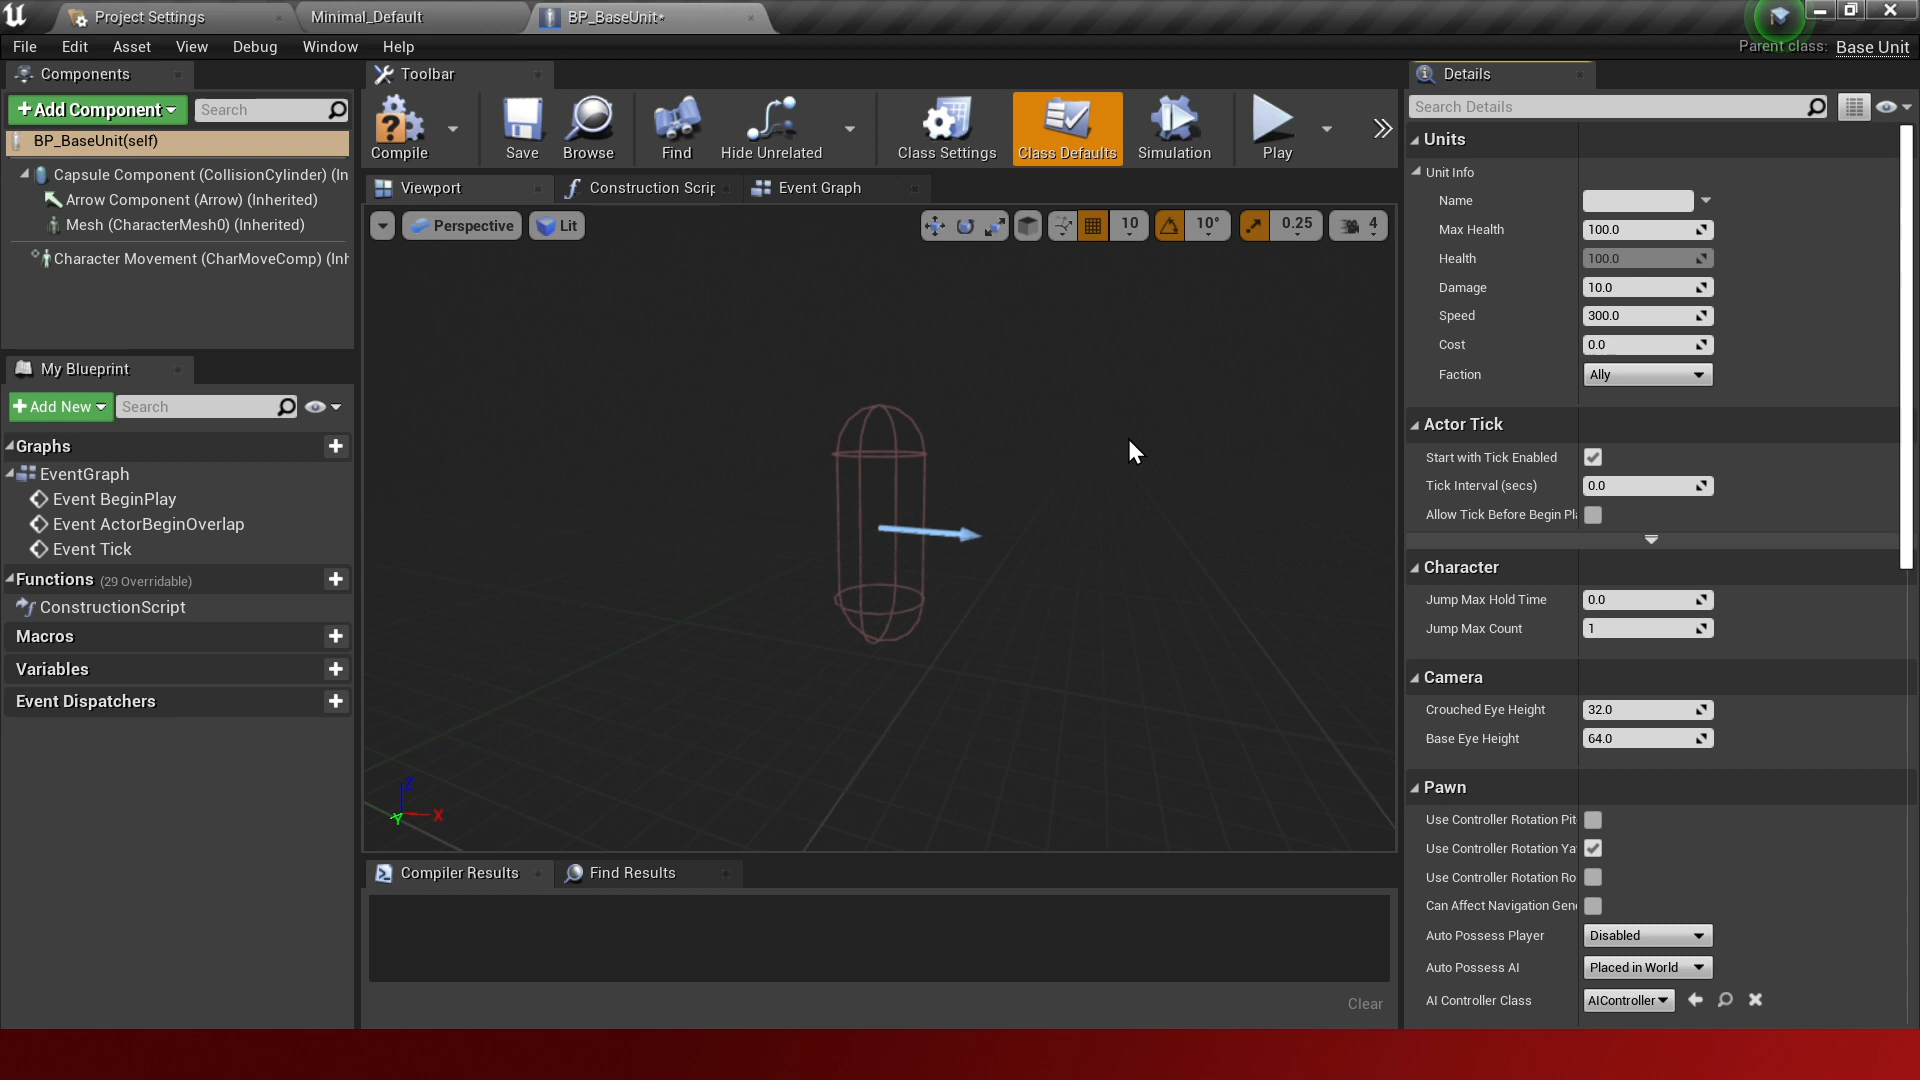 Project Settings
Minimal_Default
BP_BaseUnit*
File Edit Asset View Debug Window Help
Parent class: Base Unit
Components
Add Component
Search
BP_BaseUnit(self)
Capsule Component (CollisionCylinder) (In
Arrow Component (Arrow) (Inherited)
Mesh (CharacterMesh0) (Inherited)
Character Movement (CharMoveComp) (Inh
My Blueprint
Add New
Search
Graphs
EventGraph
Event BeginPlay
Event ActorBeginOverlap
Event Tick
Functions (29 Overridable)
ConstructionScript
Macros
Variables
Event Dispatchers
Toolbar
Compile
Save
Browse
Find
Hide Unrelated
Class Settings
Class Defaults
Simulation
Play
Viewport
Construction Scrip
Event Graph
Perspective
Lit
10
10°
0.25
4
Z
X
Y
Compiler Results
Find Results
Clear
Details
Search Details
Units
Unit Info
Name
Max Health 100.0
Health 100.0
Damage 10.0
Speed 300.0
Cost 0.0
Faction Ally
Actor Tick
Start with Tick Enabled
Tick Interval (secs) 0.0
Allow Tick Before Begin Pl
Character
Jump Max Hold Time 0.0
Jump Max Count 1
Camera
Crouched Eye Height 32.0
Base Eye Height 64.0
Pawn
Use Controller Rotation Pit
Use Controller Rotation Ya
Use Controller Rotation Ro
Can Affect Navigation Gene
Auto Possess Player Disabled
Auto Possess AI Placed in World
AI Controller Class AIController